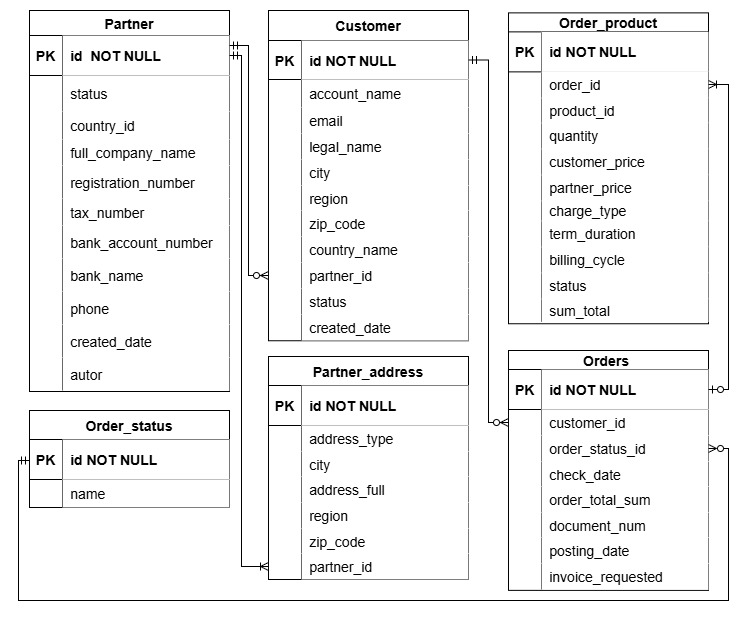 Partner
PK id NOT NULL
status
country_id
full_company_name
registration_number
tax_number
bank_account_number
bank_name
phone
created_date
autor
Order_status
PK id NOT NULL
name
Customer
PK id NOT NULL
account_name
email
legal_name
city
region
zip_code
country_name
partner_id
status
created_date
Partner_address
PK id NOT NULL
address_type
city
address_full
region
zip_code
partner_id
Order_product
PK id NOT NULL
order_id
product_id
quantity
customer_price
partner_price
charge_type
term_duration
billing_cycle
status
sum_total
Orders
PK id NOT NULL
customer_id
order_status_id
check_date
order_total_sum
document_num
posting_date
invoice_requested